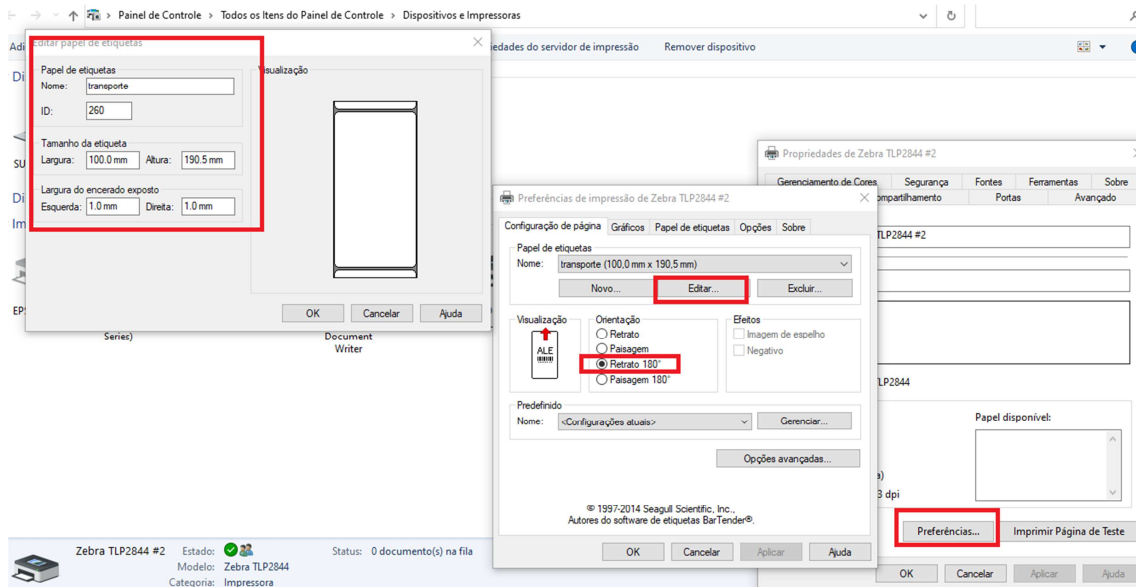 Painel de Controle > Todos os Itens do Painel de Controle > Dispositivos e Impressoras
iedades do servidor de impressão Remover dispositivo
Editar papel de etiquetas
Papel de etiquetas
Nome: transporte
ID: 260
Tamanho da etiqueta
Largura: 100.0 mm Altura: 190.5 mm
Largura do encerado exposto
Esquerda: 1.0 mm Direita: 1.0 mm
Visualização
OK Cancelar Ajuda
Series)
Document
Writer
Preferências de impressão de Zebra TLP2844 #2
Configuração de página Gráficos Papel de etiquetas Opções Sobre
Papel de etiquetas
Nome: transporte (100,0 mm x 190,5 mm)
Novo... Editar... Excluir...
Visualização
ALE
Orientação
Retrato
Paisagem
Retrato 180°
Paisagem 180°
Efeitos
Imagem de espelho
Negativo
Predefinido
Nome: <Configurações atuais> Gerenciar...
Opções avançadas...
© 1997-2014 Seagull Scientific, Inc.,
Autores do software de etiquetas BarTender®.
OK Cancelar Aplicar Ajuda
Propriedades de Zebra TLP2844 #2
Gerenciamento de Cores Segurança Fontes Ferramentas Sobre
ompartilhamento Portas Avançado
TLP2844 #2
TLP2844
Papel disponível:
3 dpi
Preferências... Imprimir Página de Teste
OK Cancelar Aplicar Ajuda
Zebra TLP2844 #2 Estado: Status: 0 documento(s) na fila
Modelo: Zebra TLP2844
Categoria: Impressora